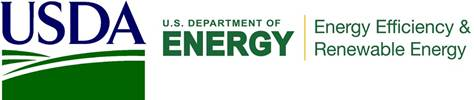 USDA
U.S. DEPARTMENT OF
ENERGY
Energy Efficiency &
Renewable Energy